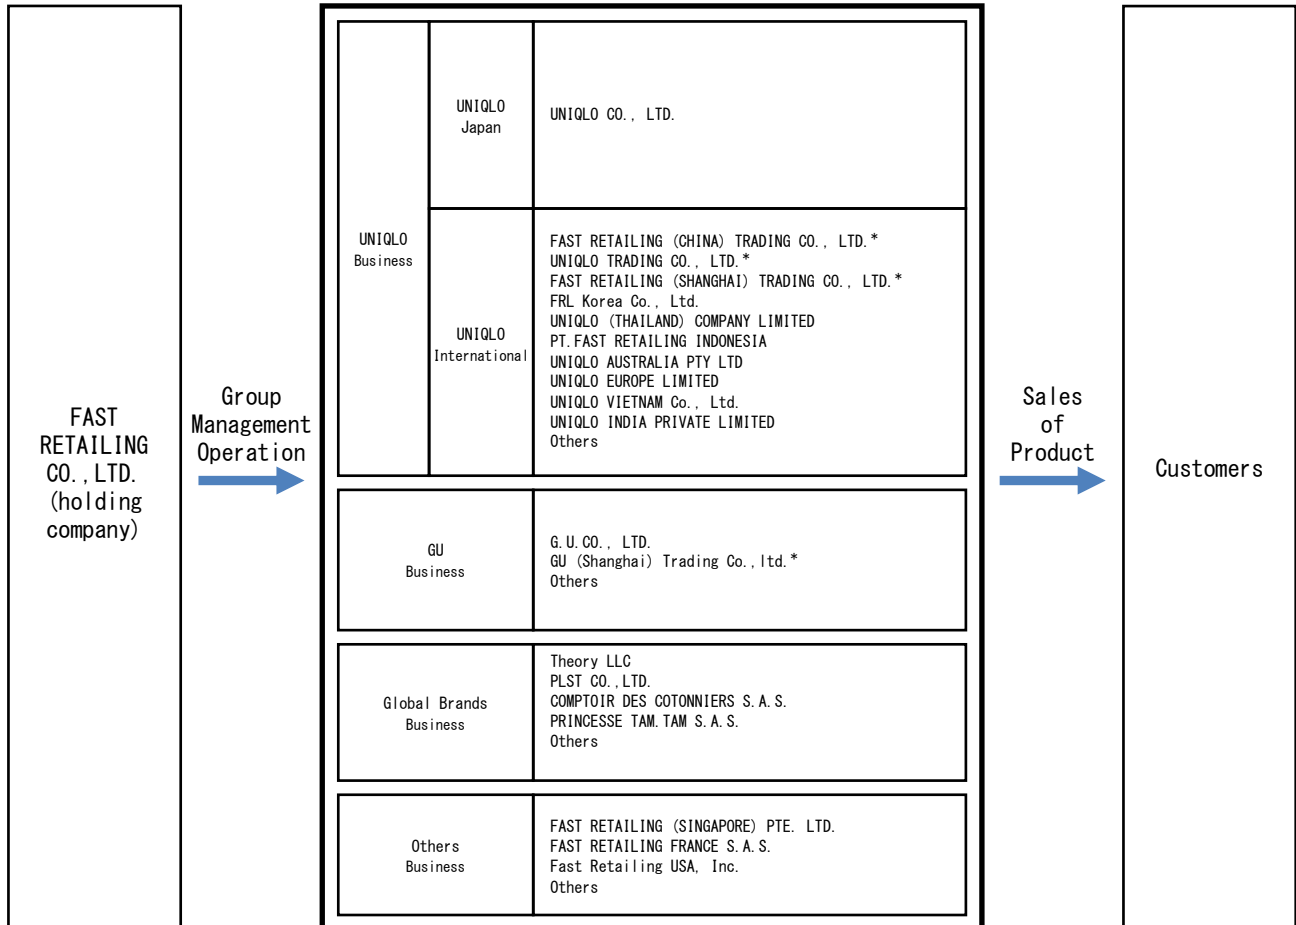 FAST
RETAILING
CO.,LTD.
(holding
company)
Group
Management
Operation
UNIQLO
Business
UNIQLO
Japan
UNIQLO CO., LTD.
UNIQLO
International
FAST RETAILING (CHINA) TRADING CO., LTD.*
UNIQLO TRADING CO., LTD.*
FAST RETAILING (SHANGHAI) TRADING CO., LTD.*
FRL Korea Co., Ltd.
UNIQLO (THAILAND) COMPANY LIMITED
PT.FAST RETAILING INDONESIA
UNIQLO AUSTRALIA PTY LTD
UNIQLO EUROPE LIMITED
UNIQLO VIETNAM Co., Ltd.
UNIQLO INDIA PRIVATE LIMITED
Others
GU
Business
G.U.CO., LTD.
GU (Shanghai) Trading Co.,ltd.*
Others
Global Brands
Business
Theory LLC
PLST CO.,LTD.
COMPTOIR DES COTONNIERS S.A.S.
PRINCESSE TAM.TAM S.A.S.
Others
Others
Business
FAST RETAILING (SINGAPORE) PTE. LTD.
FAST RETAILING FRANCE S.A.S.
Fast Retailing USA, Inc.
Others
Sales
of
Product
Customers